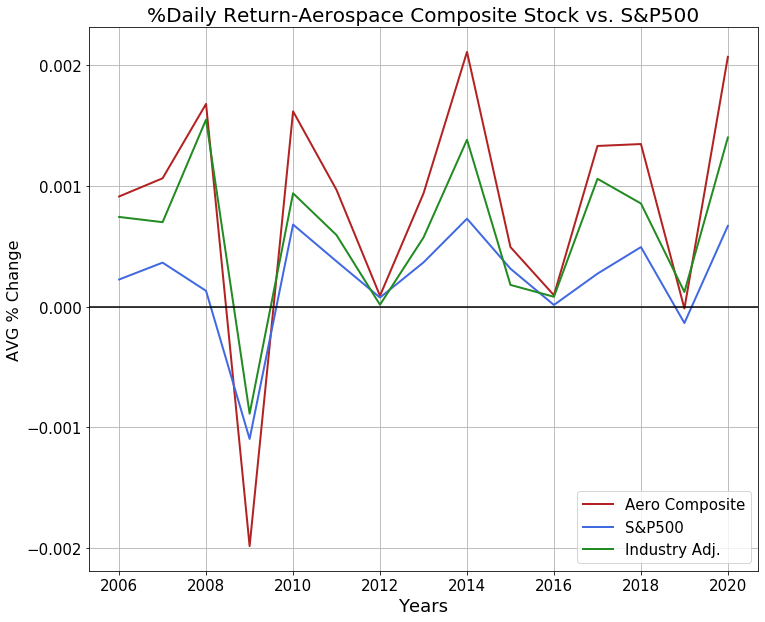 %Daily Return-Aerospace Composite Stock vs. S&P500
AVG % Change
0.002
0.001
0.000
−0.001
−0.002
2006 2008 2010 2012 2014 2016 2018 2020
Years
Aero Composite
S&P500
Industry Adj.